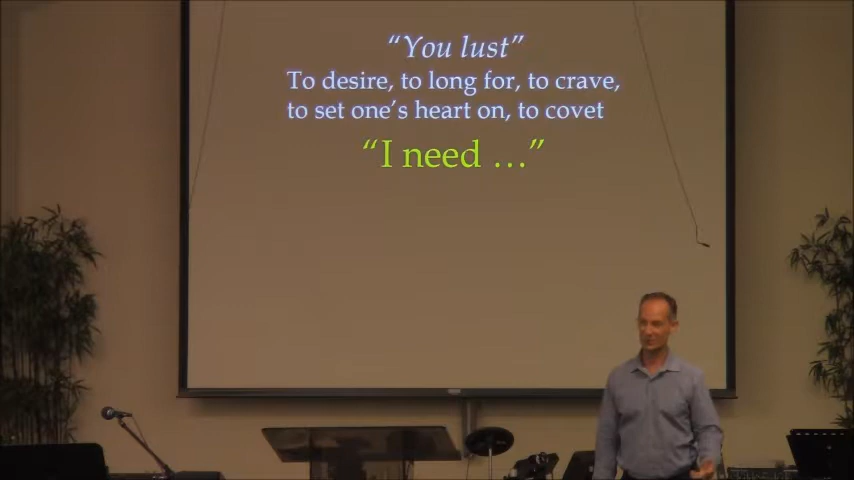 “You lust”
To desire, to long for, to crave,
to set one’s heart on, to covet
“I need …”